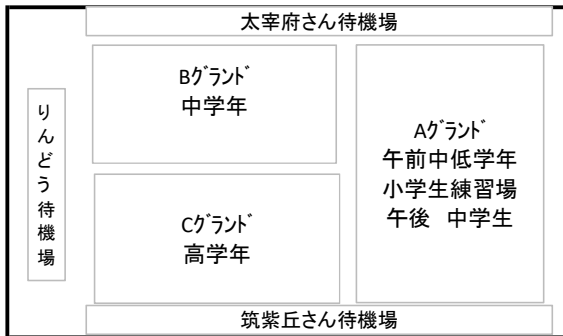 太宰府さん待機場
Bｸﾞﾗﾝﾄﾞ
中学年
りんどう待機場
Aｸﾞﾗﾝﾄﾞ
午前中低学年
小学生練習場
午後 中学生
Cｸﾞﾗﾝﾄﾞ
高学年
筑紫丘さん待機場